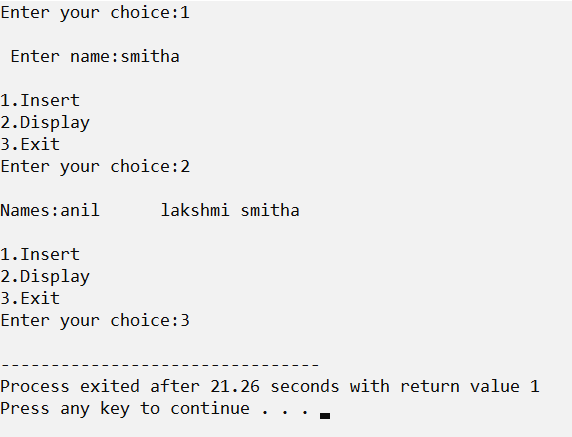 Enter your choice:1
Enter name:smitha
1.Insert
2.Display
3.Exit
Enter your choice:2
Names:anil      lakshmi smitha
1.Insert
2.Display
3.Exit
Enter your choice:3
--------------------------------
Process exited after 21.26 seconds with return value 1
Press any key to continue . . .